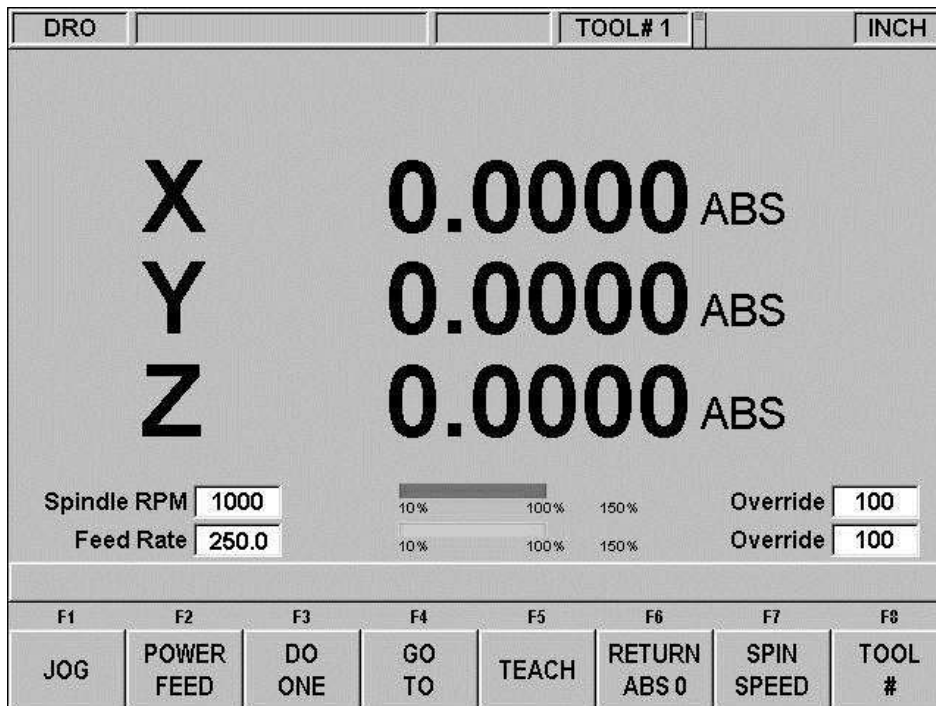 DRO TOOL# 1 INCH
X 0.0000 ABS
Y 0.0000 ABS
Z 0.0000 ABS
Spindle RPM 1000 10% 100% 150% Override 100
Feed Rate 250.0 10% 100% 150% Override 100
F1 F2 F3 F4 F5 F6 F7 F8
JOG POWER FEED DO ONE GO TO TEACH RETURN ABS 0 SPIN SPEED TOOL #